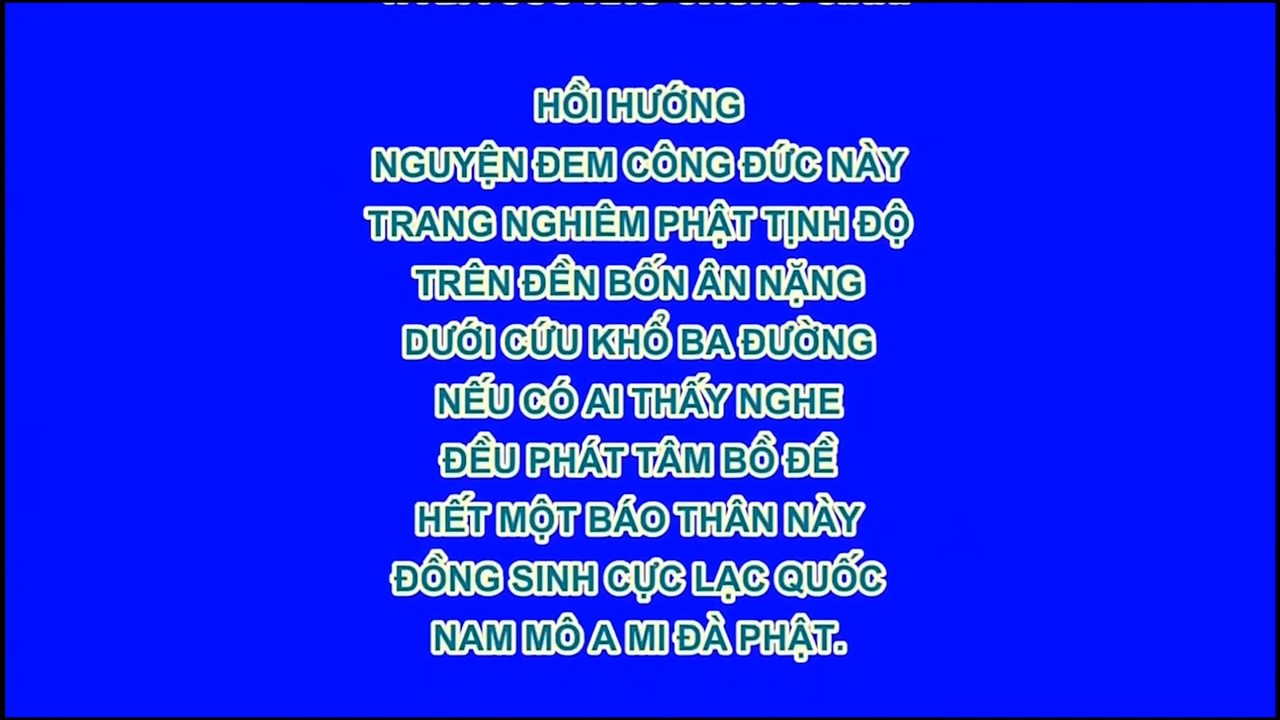 HỒI HƯỚNG
NGUYỆN ĐEM CÔNG ĐỨC NÀY
TRANG NGHIÊM PHẬT TỊNH ĐỘ
TRÊN ĐỀN BỐN ÂN NẶNG
DƯỚI CỨU KHỔ BA ĐƯỜNG
NẾU CÓ AI THẤY NGHE
ĐỀU PHÁT TÂM BỒ ĐỀ
HẾT MỘT BÁO THÂN NÀY
ĐỒNG SINH CỰC LẠC QUỐC
NAM MÔ A MI ĐÀ PHẬT.